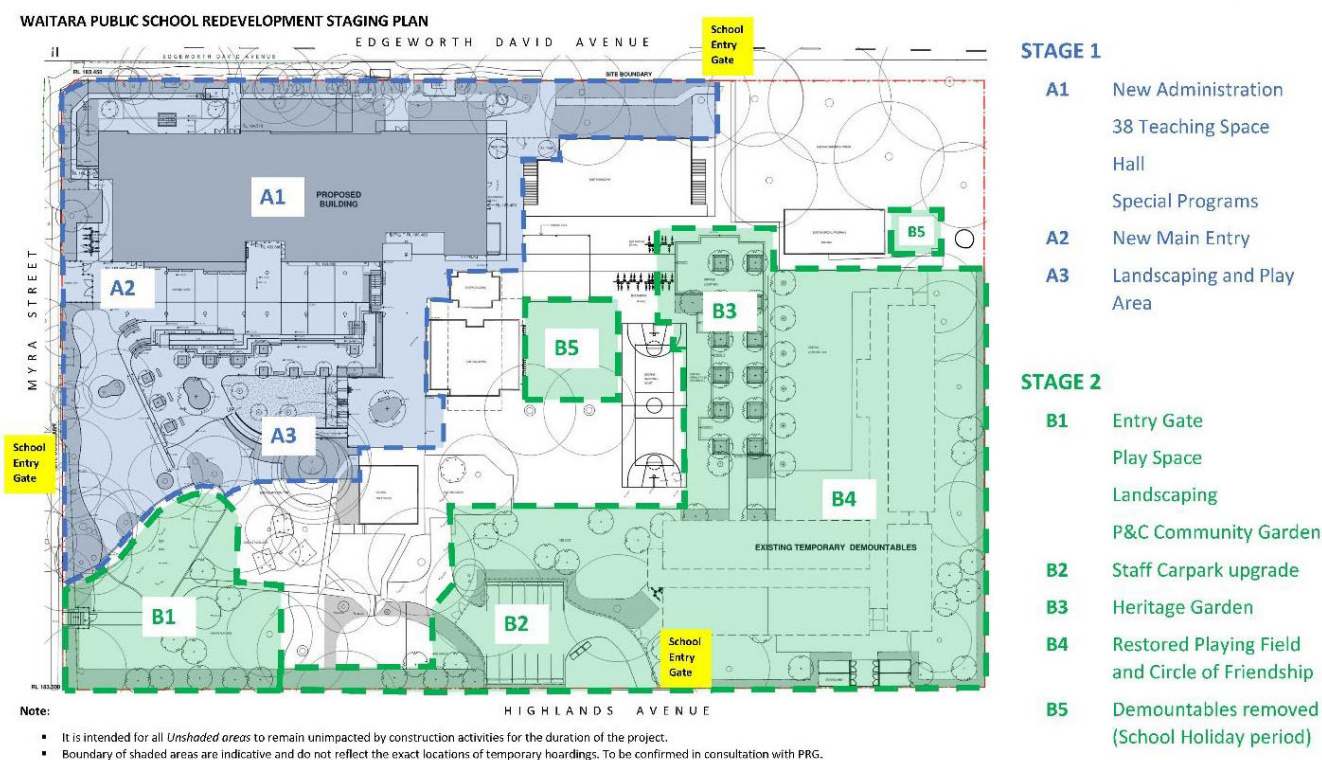 WAITARA PUBLIC SCHOOL REDEVELOPMENT STAGING PLAN
EDGEWORTH DAVID AVENUE
EDGEWORTH DAVID AVENUE
School
Entry
Gate
RL 183.450
SITE BOUNDARY
A1
PROPOSED
BUILDING
B5
MYRA STREET
A2
B3
B5
A3
School
Entry
Gate
B4
EXISTING TEMPORARY DEMOUNTABLES
B1
B2
School
Entry
Gate
HIGHLANDS AVENUE
STAGE 1
A1 New Administration
38 Teaching Space
Hall
Special Programs
A2 New Main Entry
A3 Landscaping and Play
Area
STAGE 2
B1 Entry Gate
Play Space
Landscaping
P&C Community Garden
B2 Staff Carpark upgrade
B3 Heritage Garden
B4 Restored Playing Field
and Circle of Friendship
B5 Demountables removed
(School Holiday period)
Note:
▪ It is intended for all Unshaded areas to remain unimpacted by construction activities for the duration of the project.
▪ Boundary of shaded areas are indicative and do not reflect the exact locations of temporary hoardings. To be confirmed in consultation with PRG.